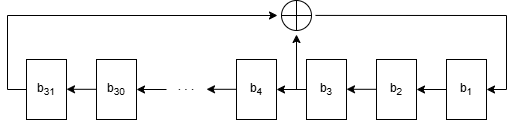 b₃₁ b₃₀ · · · b₄ b₃ b₂ b₁